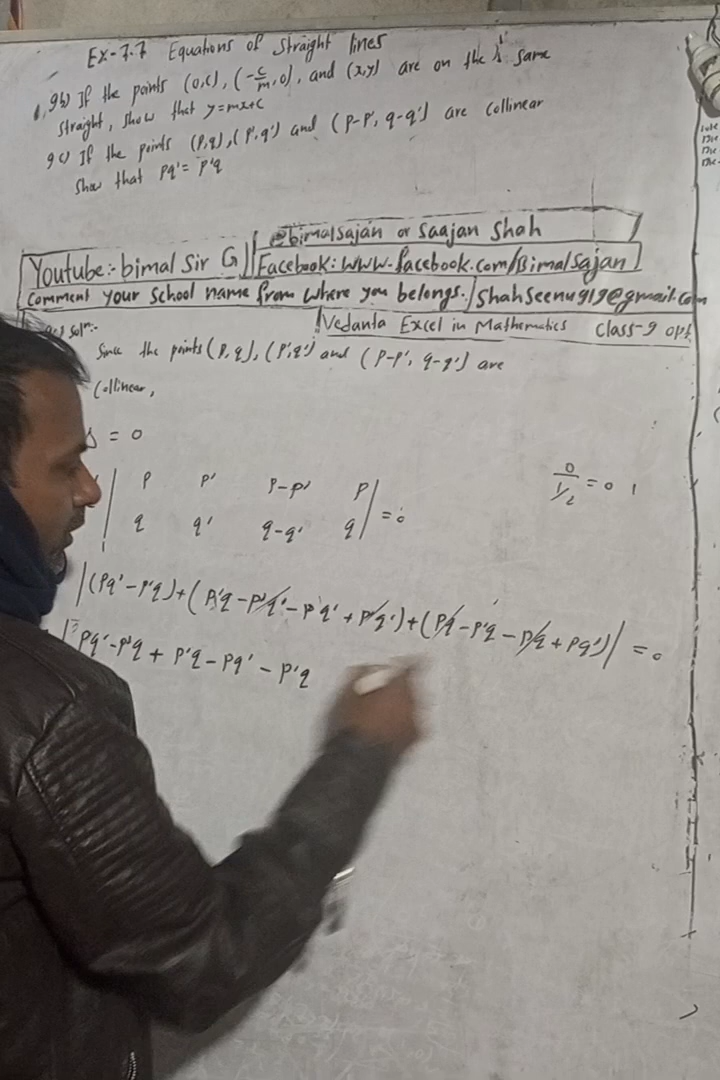 Ex-7.7 Equations of straight lines
9b) If the points (0,c), (-c/m, 0), and (x,y) are on the same
straight, show that y=mx+c
9c) If the points (p,q), (p',q') and (p-p', q-q') are collinear
show that pq' = p'q
@bimalsajan or Saajan Shah
Youtube:- bimal Sir G
Facebook: www.facebook.com/Bimalsajan
Comment your School name from where you belongs. / Shahseenu919@gmail.com
Vedanta Excel in Mathematics Class-9 opt
Soln:-
Since the points (p, q), (p', q') and (p-p', q-q') are
Collinear,
Δ = 0
| p p' p-p' p |
| q q' q-q' q | = 0
0/1/2 = 0
|(pq'-p'q)+(p'q-p'q'-p q'+p'q')+(pq-p'q-pq+pq')| = 0
pq'-p'q + p'q-pq'-p'q